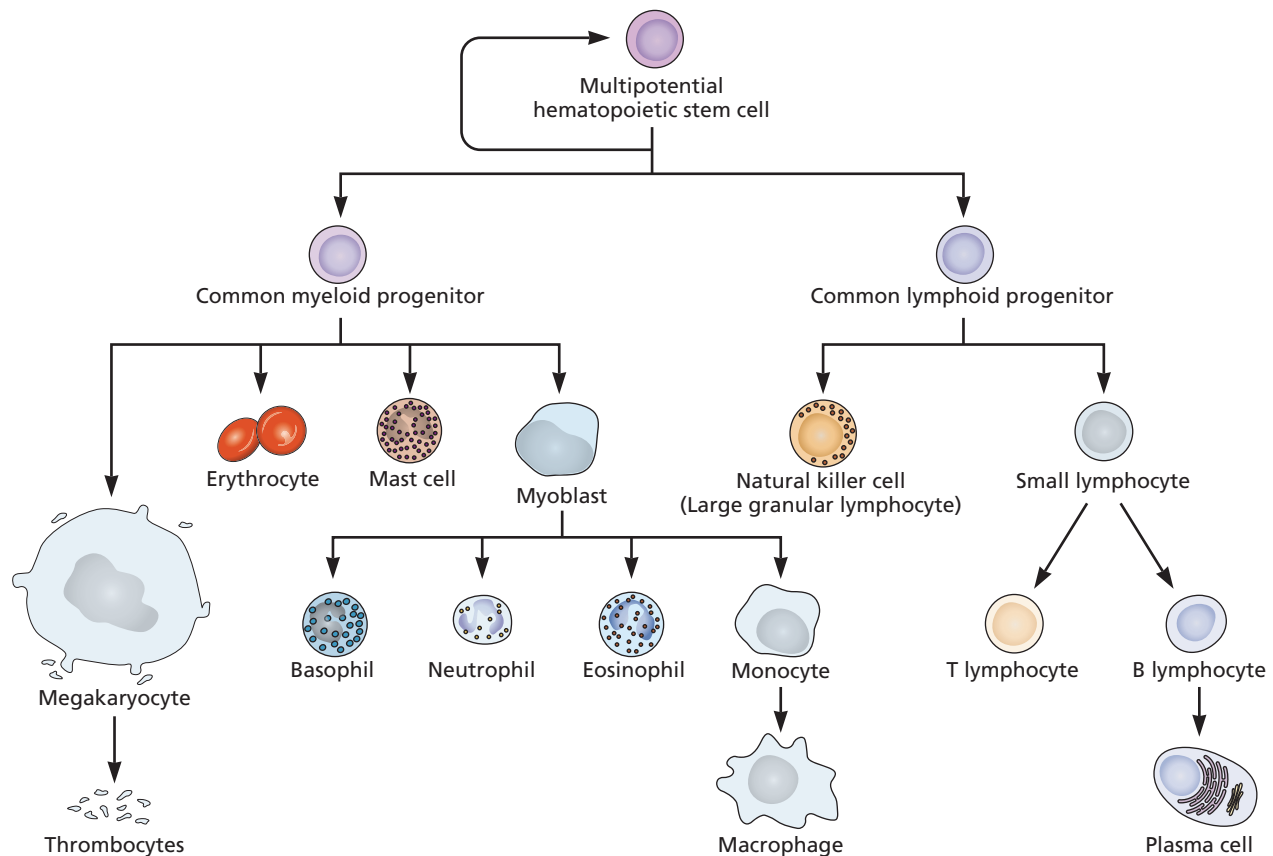 Multipotential
hematopoietic stem cell
Common myeloid progenitor
Common lymphoid progenitor
Erythrocyte
Mast cell
Myoblast
Natural killer cell
(Large granular lymphocyte)
Small lymphocyte
Megakaryocyte
Basophil
Neutrophil
Eosinophil
Monocyte
T lymphocyte
B lymphocyte
Thrombocytes
Macrophage
Plasma cell